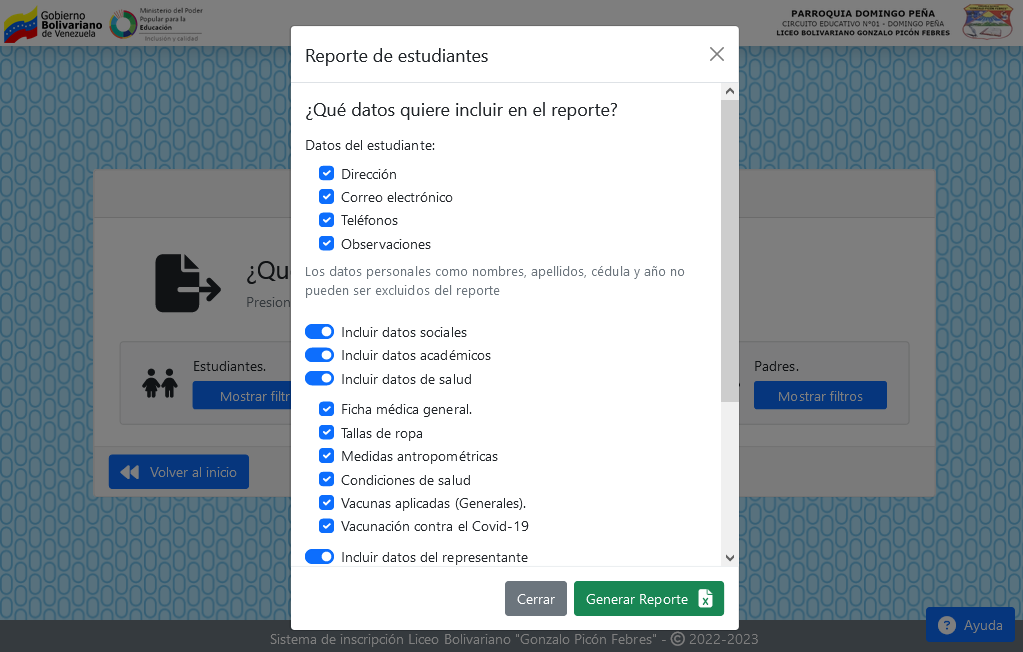 Gobierno
Bolivariano
de Venezuela
Ministerio del Poder
Popular para la
Educación
Inclusión y calidad
PARROQUIA DOMINGO PEÑA
CIRCUITO EDUCATIVO N°01 - DOMINGO PEÑA
LICEO BOLIVARIANO GONZALO PICÓN FEBRES
Reporte de estudiantes
¿Qué datos quiere incluir en el reporte?
Datos del estudiante:
Dirección
Correo electrónico
Teléfonos
Observaciones
Los datos personales como nombres, apellidos, cédula y año no
pueden ser excluidos del reporte
Incluir datos sociales
Incluir datos académicos
Incluir datos de salud
Ficha médica general.
Tallas de ropa
Medidas antropométricas
Condiciones de salud
Vacunas aplicadas (Generales).
Vacunación contra el Covid-19
Incluir datos del representante
Cerrar
Generar Reporte
¿Qu
Presion
Estudiantes.
Mostrar filtr
Padres.
Mostrar filtros
Volver al inicio
Sistema de inscripción Liceo Bolivariano "Gonzalo Picón Febres" - © 2022-2023
Ayuda